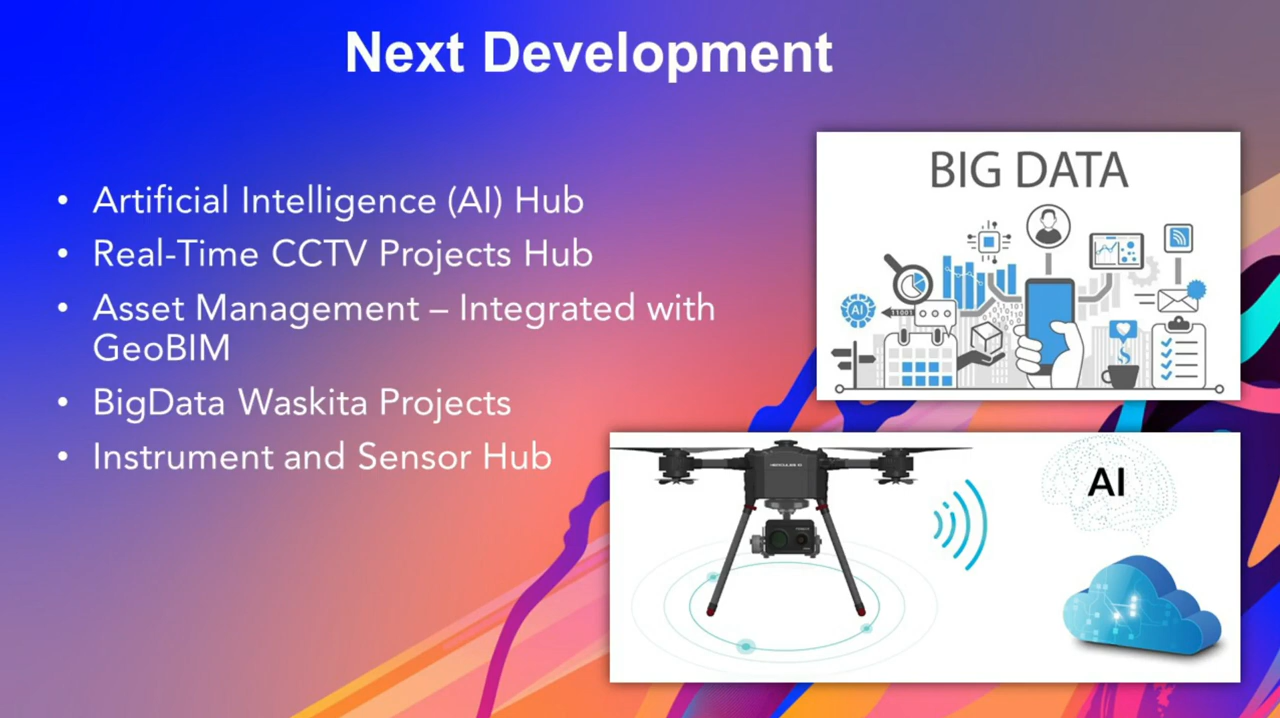 Next Development
• Artificial Intelligence (AI) Hub
• Real-Time CCTV Projects Hub
• Asset Management – Integrated with
GeoBIM
• BigData Waskita Projects
• Instrument and Sensor Hub
BIG DATA
AI
AI